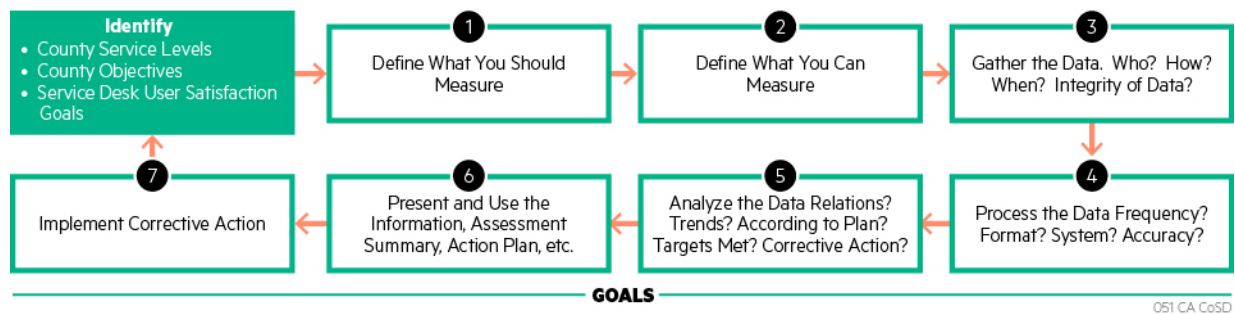 Identify
• County Service Levels
• County Objectives
• Service Desk User Satisfaction
Goals
1
Define What You Should
Measure
2
Define What You Can
Measure
3
Gather the Data. Who? How?
When? Integrity of Data?
4
Process the Data Frequency?
Format? System? Accuracy?
5
Analyze the Data Relations?
Trends? According to Plan?
Targets Met? Corrective Action?
6
Present and Use the
Information, Assessment
Summary, Action Plan, etc.
7
Implement Corrective Action
GOALS
051 CA CoSD